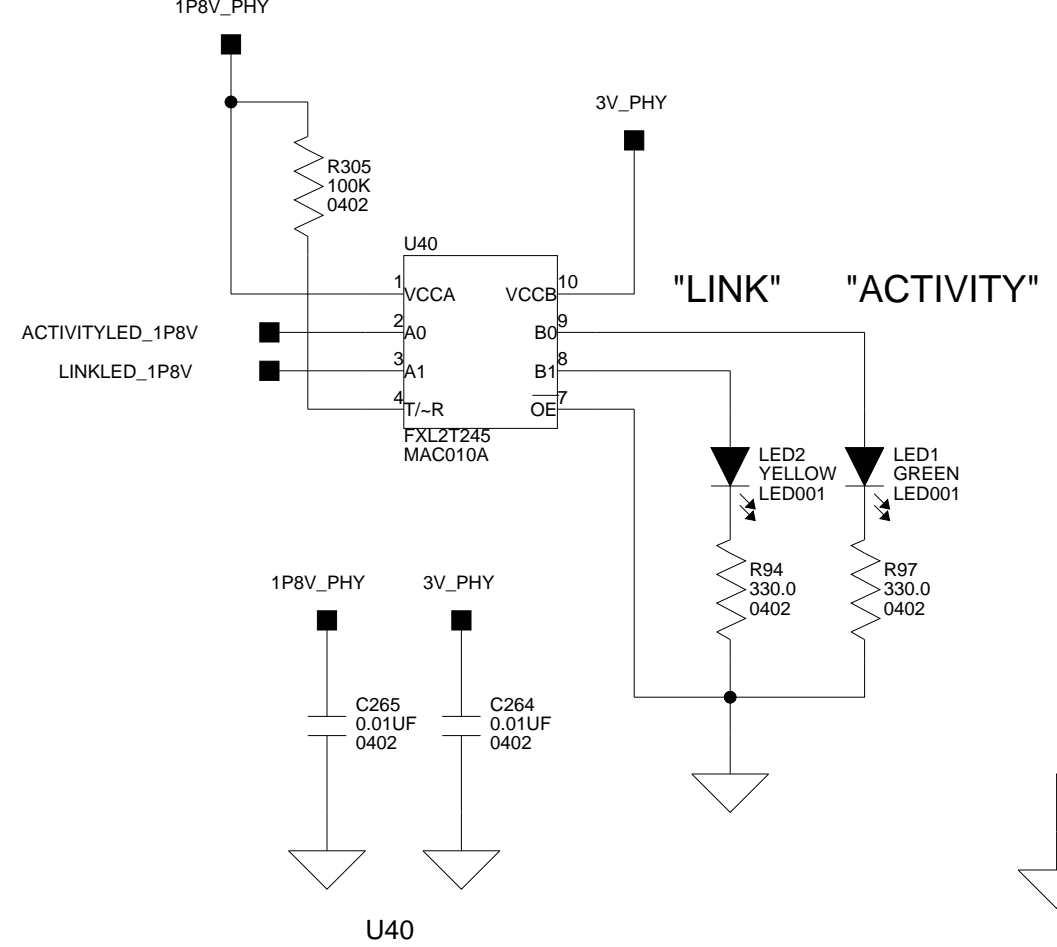 1P8V_PHY
3V_PHY
R305
100K
0402
U40
1
VCCA
VCCB
10
"LINK"
"ACTIVITY"
ACTIVITYLED_1P8V
2
A0
B0
9
LINKLED_1P8V
3
A1
B1
8
4
T/~R
OE
7
FXL2T245
MAC010A
LED2
YELLOW
LED001
LED1
GREEN
LED001
R94
330.0
0402
R97
330.0
0402
1P8V_PHY
3V_PHY
C265
0.01UF
0402
C264
0.01UF
0402
U40